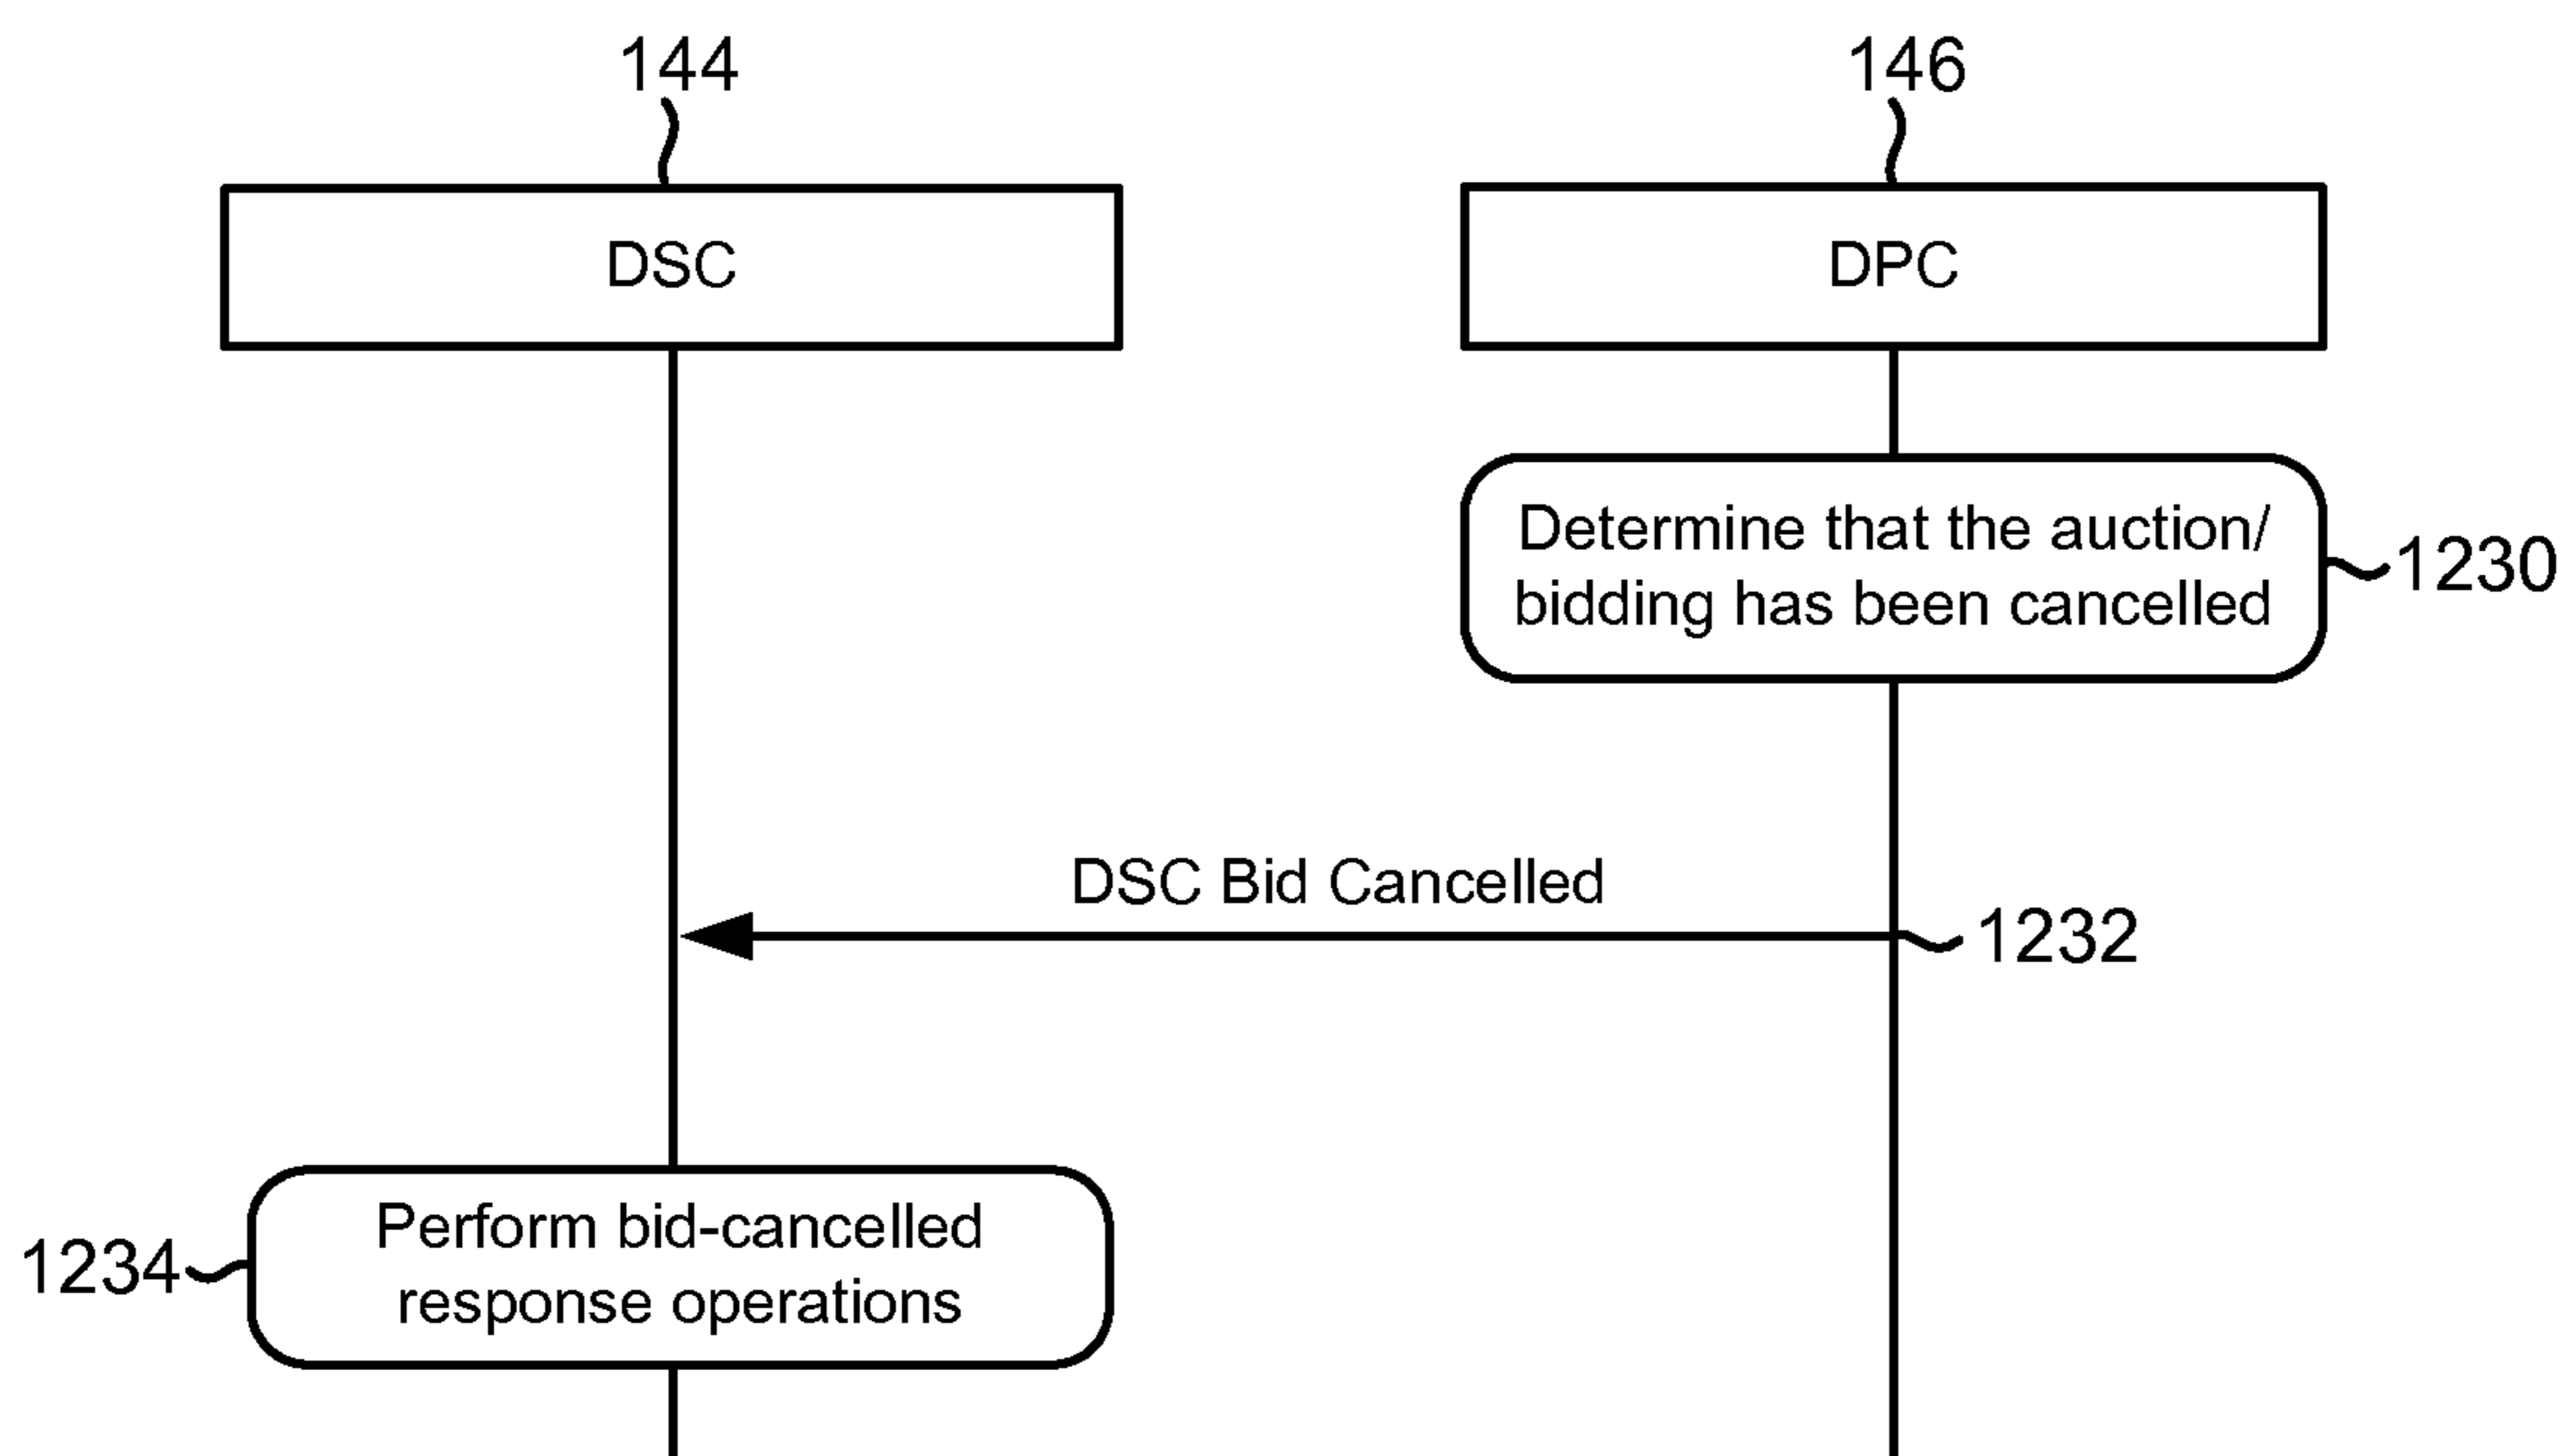 144
146
DSC
DPC
Determine that the auction/
bidding has been cancelled
1230
DSC Bid Cancelled
1232
Perform bid-cancelled
response operations
1234